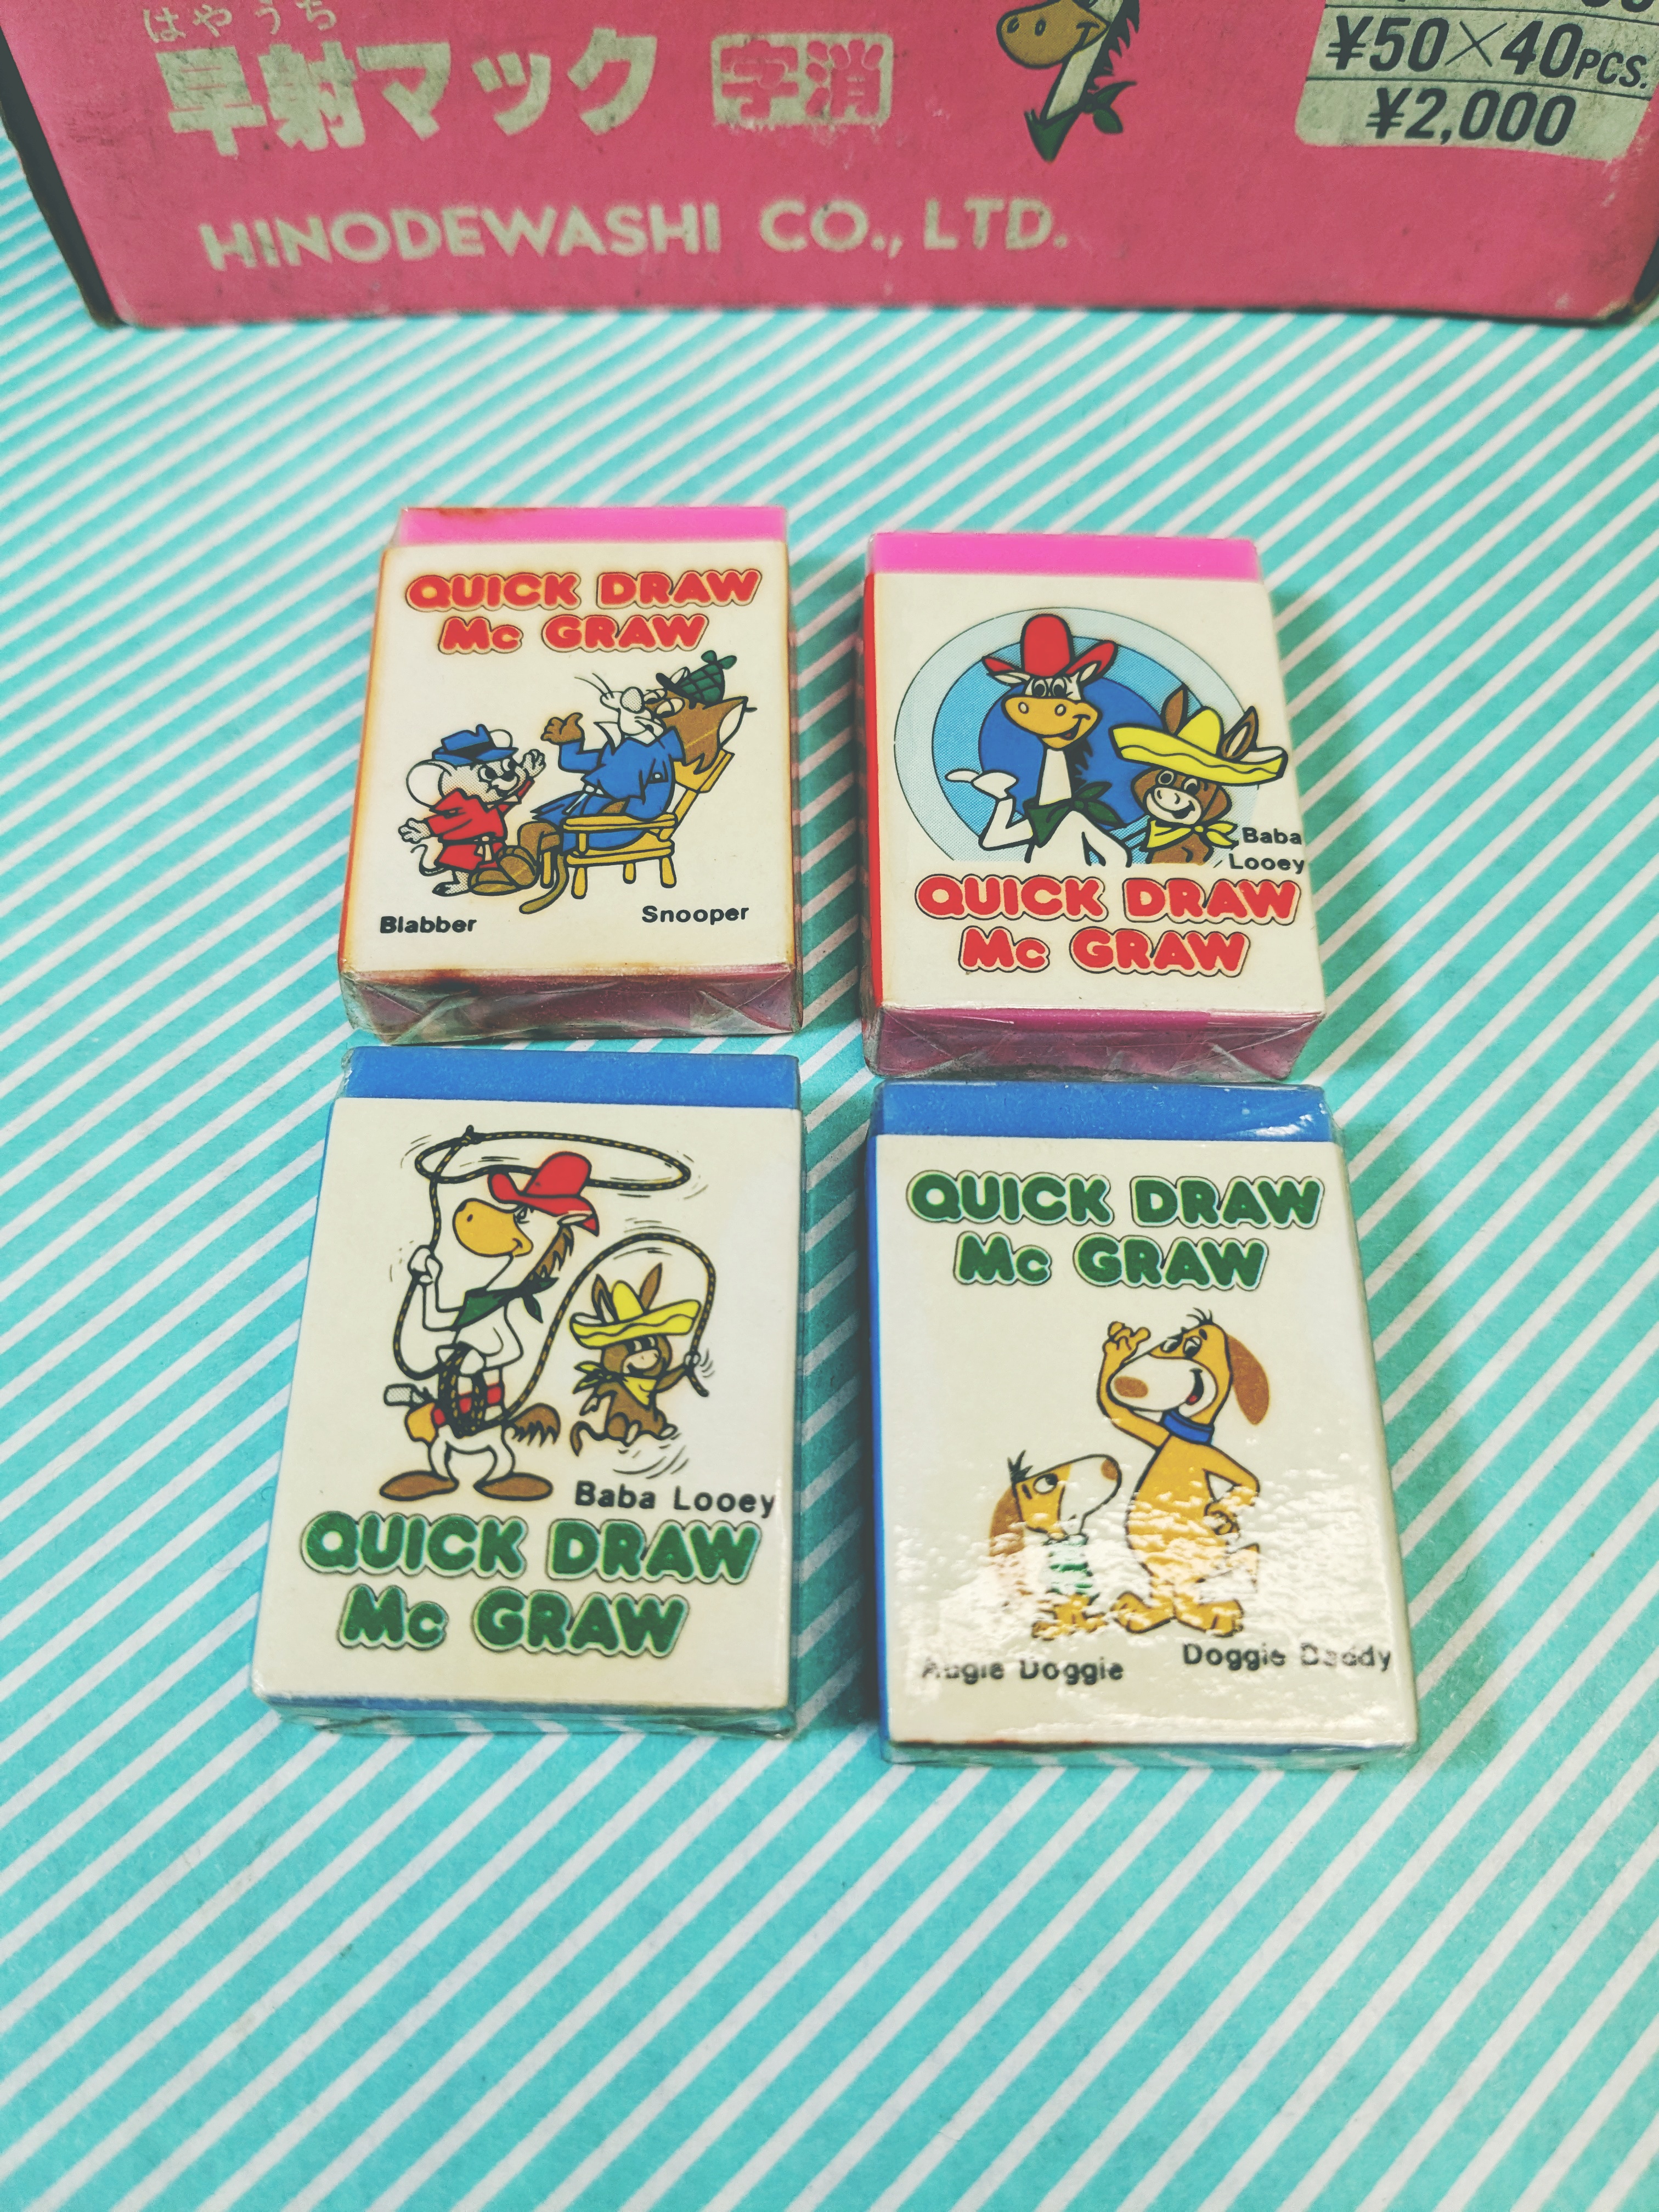 はやうち
早射マック 字消
¥50×40PCS.
¥2,000
HINODEWASHI CO., LTD.
QUICK DRAW
Mc GRAW
Blabber
Snooper
Baba
Looey
QUICK DRAW
Mc GRAW
Baba Looey
QUICK DRAW
Mc GRAW
QUICK DRAW
Mc GRAW
Augie Doggie
Doggie Daddy